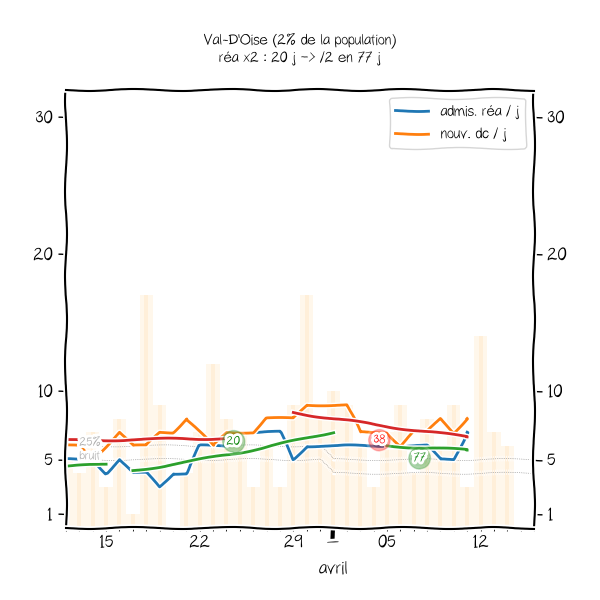 Val-D'Oise (2% de la population)
réa x2 : 20 j -> /2 en 77 j
admis. réa / j
nouv. dc / j
30 30
20 20
10 10
5 5
1 1
25%
bruit
20
38
77
15 22 29 1 05 12
avril